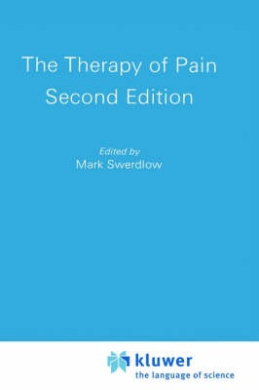 The Therapy of Pain
Second Edition
Edited by
Mark Swerdlow
kluwer
the language of science